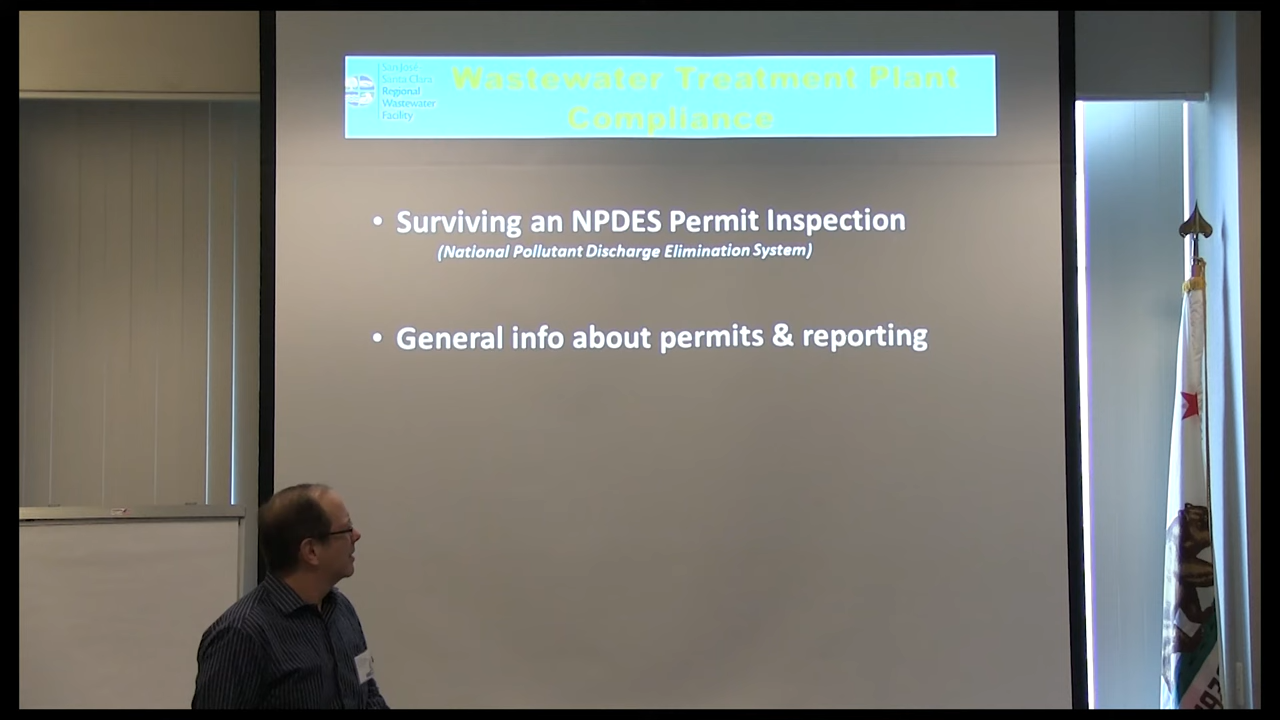 San José
Santa Clara
Regional
Wastewater
Facility
Wastewater Treatment Plant
Compliance
• Surviving an NPDES Permit Inspection
(National Pollutant Discharge Elimination System)
• General info about permits & reporting